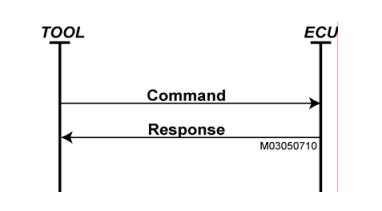 TOOL ECU
Command
Response
M03050710